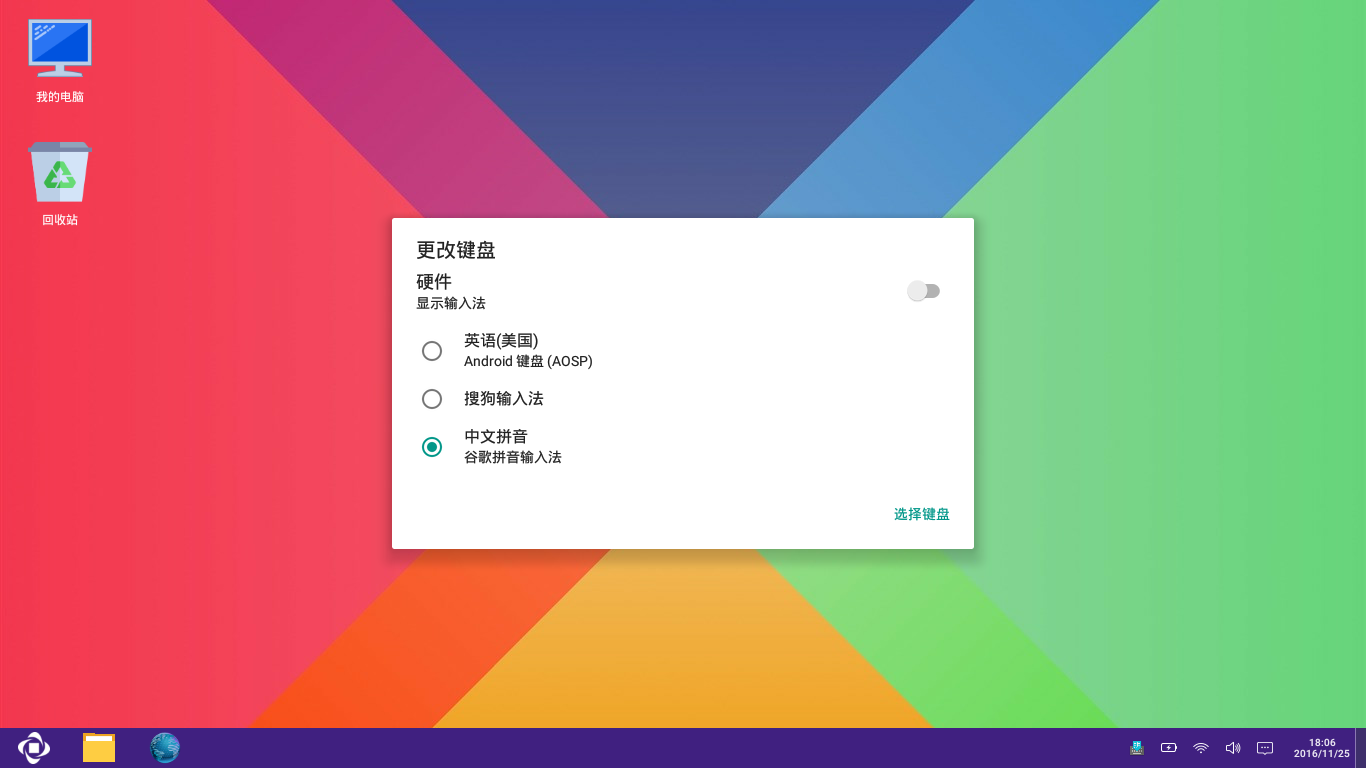 我的电脑
回收站
更改键盘
硬件
显示输入法
英语(美国)
Android 键盘 (AOSP)
搜狗输入法
中文拼音
谷歌拼音输入法
选择键盘
18:06
2016/11/25